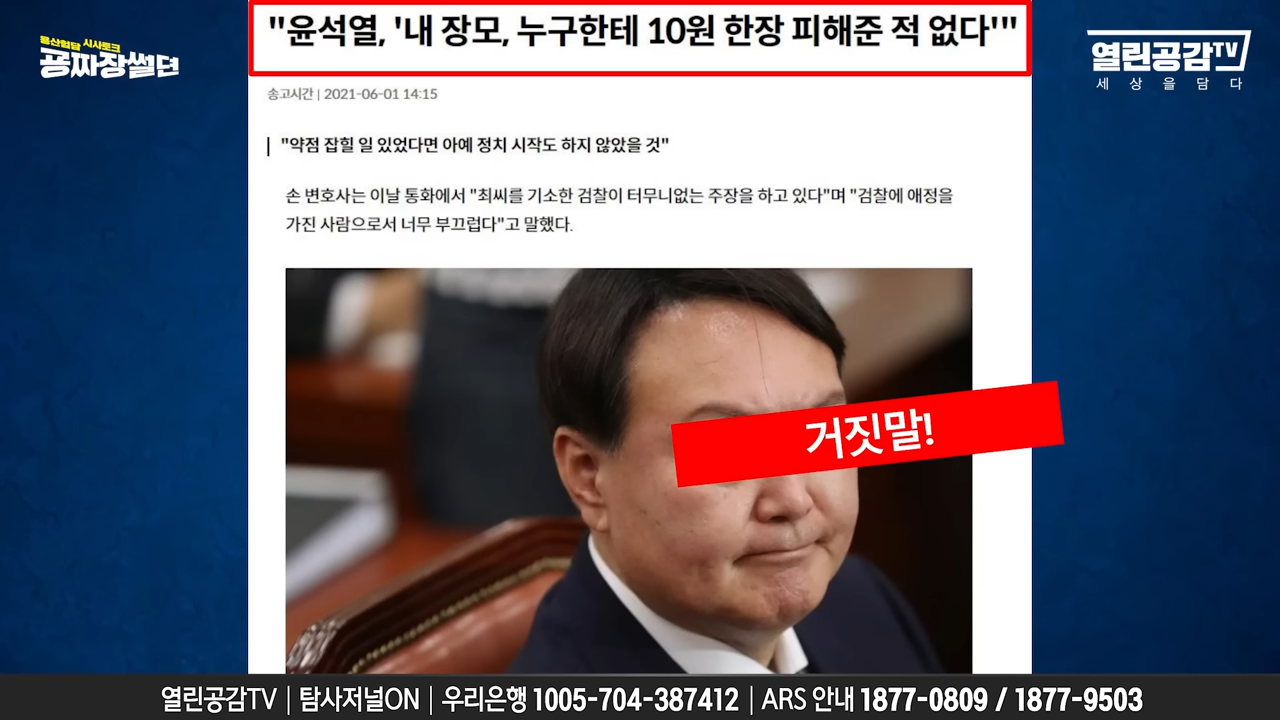 용산험담 시사토크
공짜장썰뎐
열린공감TV
세상을담다
"윤석열, '내 장모, 누구한테 10원 한장 피해준 적 없다'"
송고시간 | 2021-06-01 14:15
"약점 잡힐 일 있었다면 아예 정치 시작도 하지 않았을 것"
손 변호사는 이날 통화에서 "최씨를 기소한 검찰이 터무니없는 주장을 하고 있다"며 "검찰에 애정을
가진 사람으로서 너무 부끄럽다"고 말했다.
거짓말!
열린공감TV | 탐사저널ON | 우리은행 1005-704-387412 | ARS 안내 1877-0809 / 1877-9503